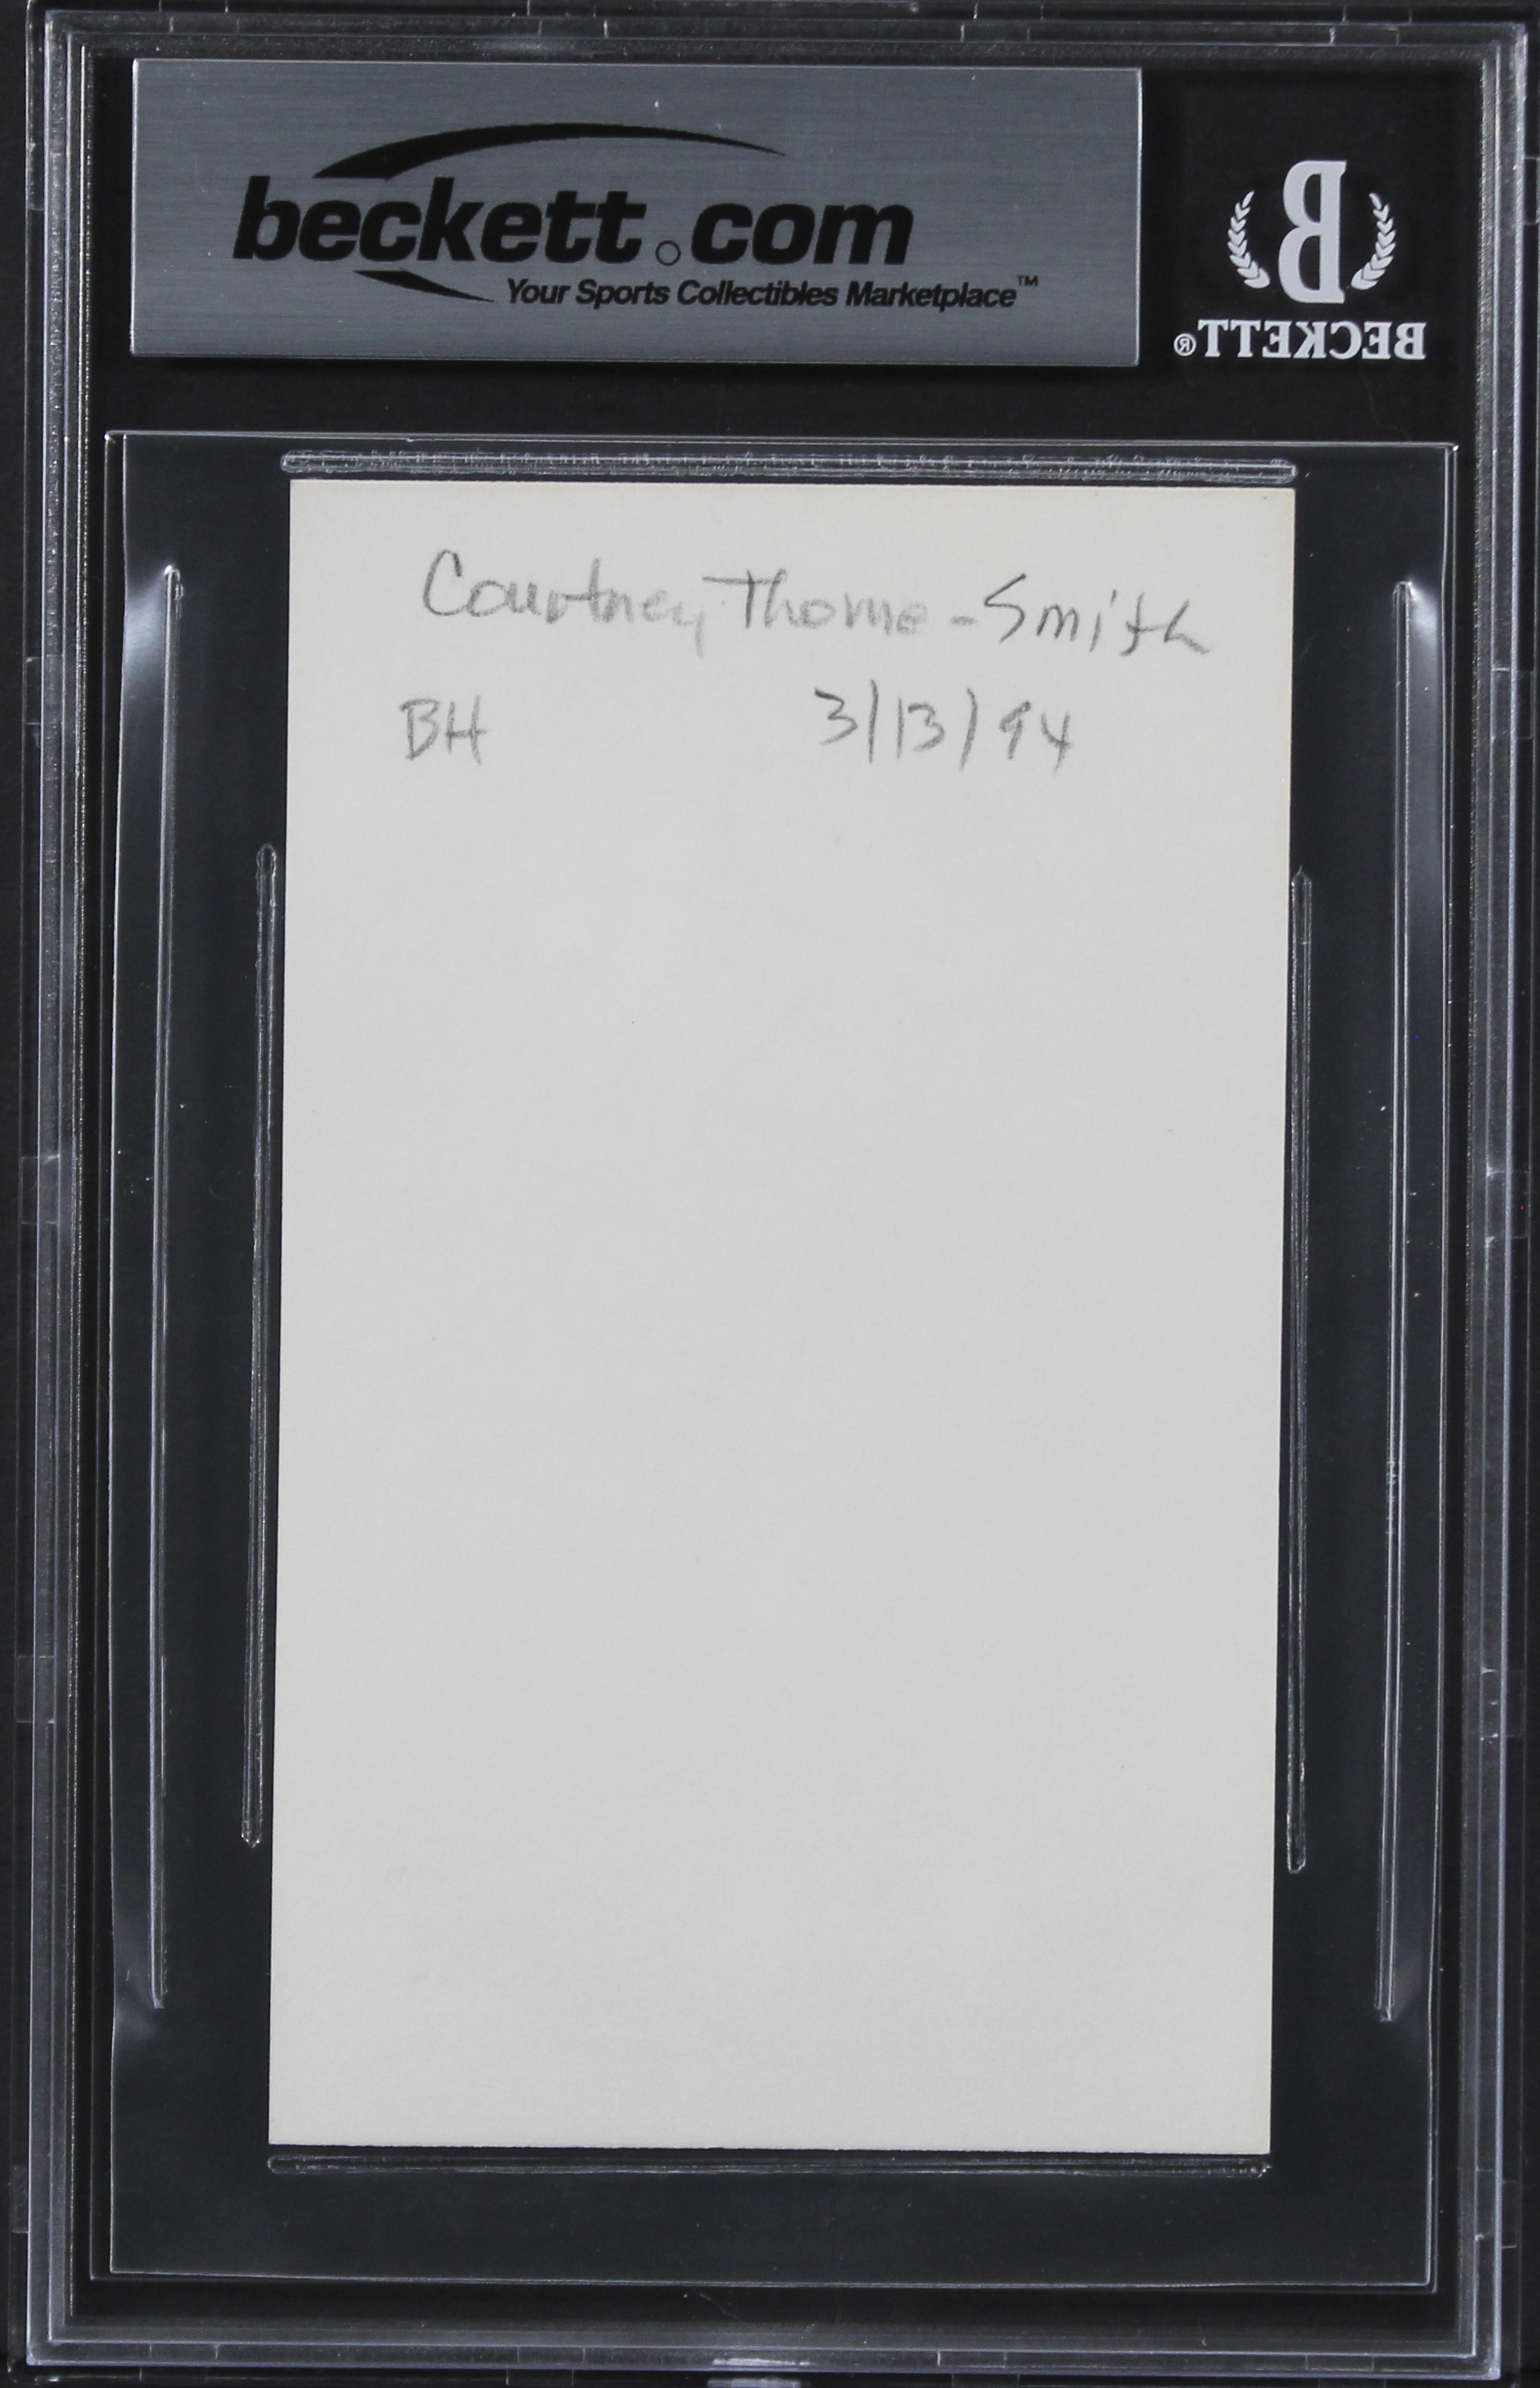 beckett.com
Your Sports Collectibles Marketplace™
BECKETT®
Courtney Thorne-Smith
BH 3/13/94